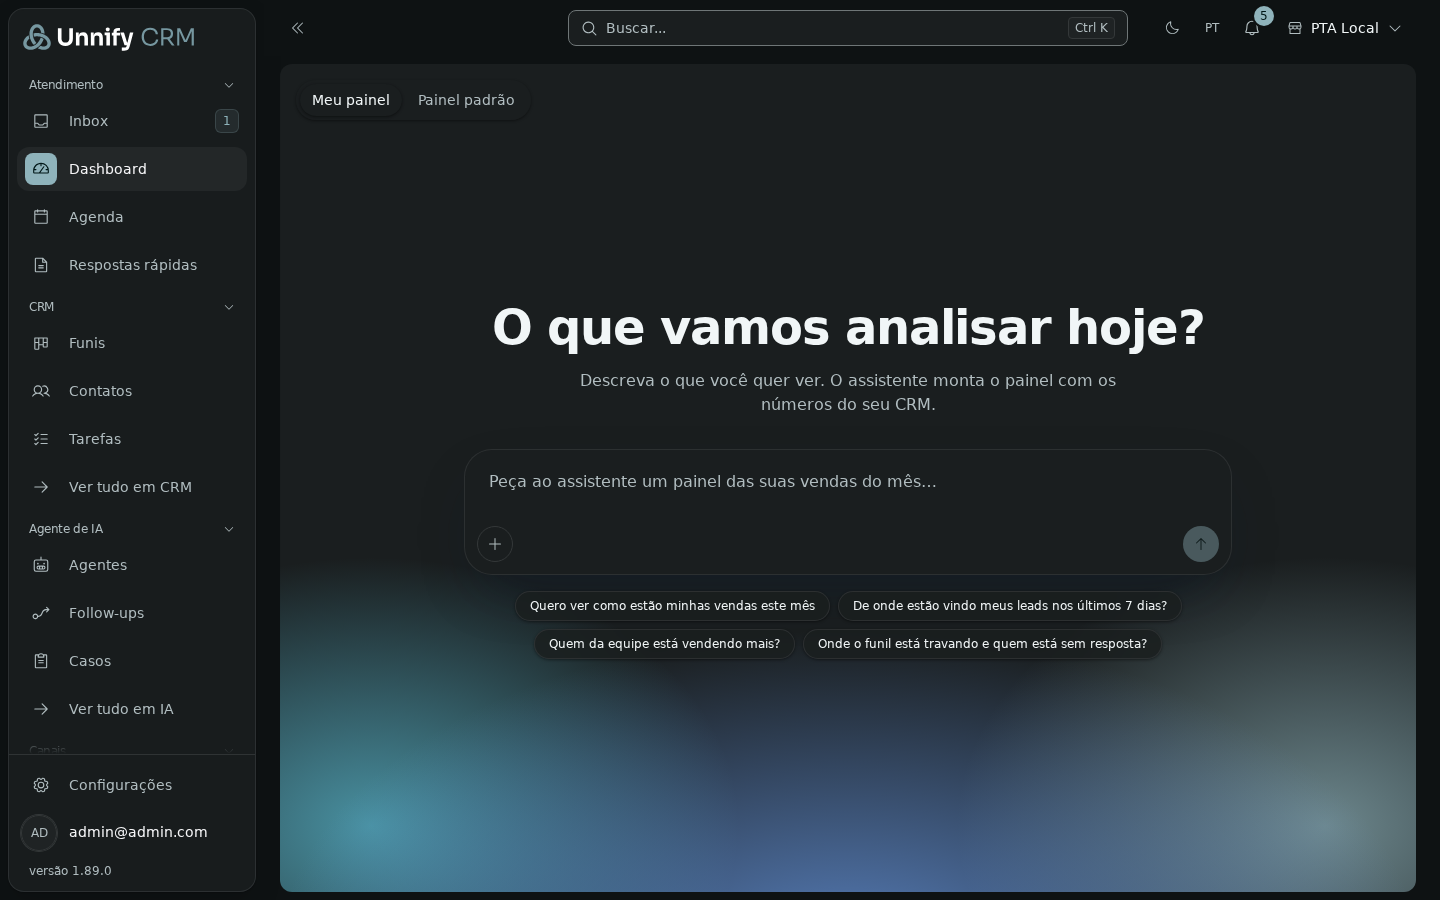 Unnify CRM
Atendimento
Inbox
1
Dashboard
Agenda
Respostas rápidas
CRM
Funis
Contatos
Tarefas
Ver tudo em CRM
Agente de IA
Agentes
Follow-ups
Casos
Ver tudo em IA
Canais
Configurações
AD
admin@admin.com
versão 1.89.0
Buscar...
Ctrl K
PT
5
PTA Local
Meu painel
Painel padrão
O que vamos analisar hoje?
Descreva o que você quer ver. O assistente monta o painel com os
números do seu CRM.
Peça ao assistente um painel das suas vendas do mês...
Quero ver como estão minhas vendas este mês
De onde estão vindo meus leads nos últimos 7 dias?
Quem da equipe está vendendo mais?
Onde o funil está travando e quem está sem resposta?